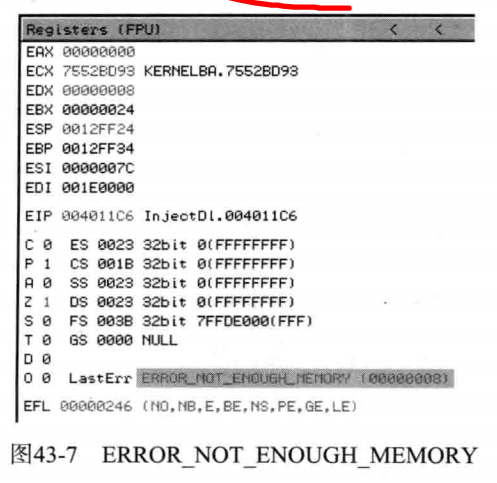 Registers (FPU) < <
EAX 00000000
ECX 7552BD93 KERNELBA.7552BD93
EDX 00000008
EBX 00000024
ESP 0012FF24
EBP 0012FF34
ESI 0000007C
EDI 001E0000
EIP 004011C6 InjectDl.004011C6
C 0 ES 0023 32bit 0(FFFFFFFF)
P 1 CS 001B 32bit 0(FFFFFFFF)
A 0 SS 0023 32bit 0(FFFFFFFF)
Z 1 DS 0023 32bit 0(FFFFFFFF)
S 0 FS 003B 32bit 7FFDE000(FFF)
T 0 GS 0000 NULL
D 0
O 0 LastErr ERROR_NOT_ENOUGH_MEMORY (00000008)
EFL 00000246 (NO,NB,E,BE,NS,PE,GE,LE)
图43-7 ERROR_NOT_ENOUGH_MEMORY